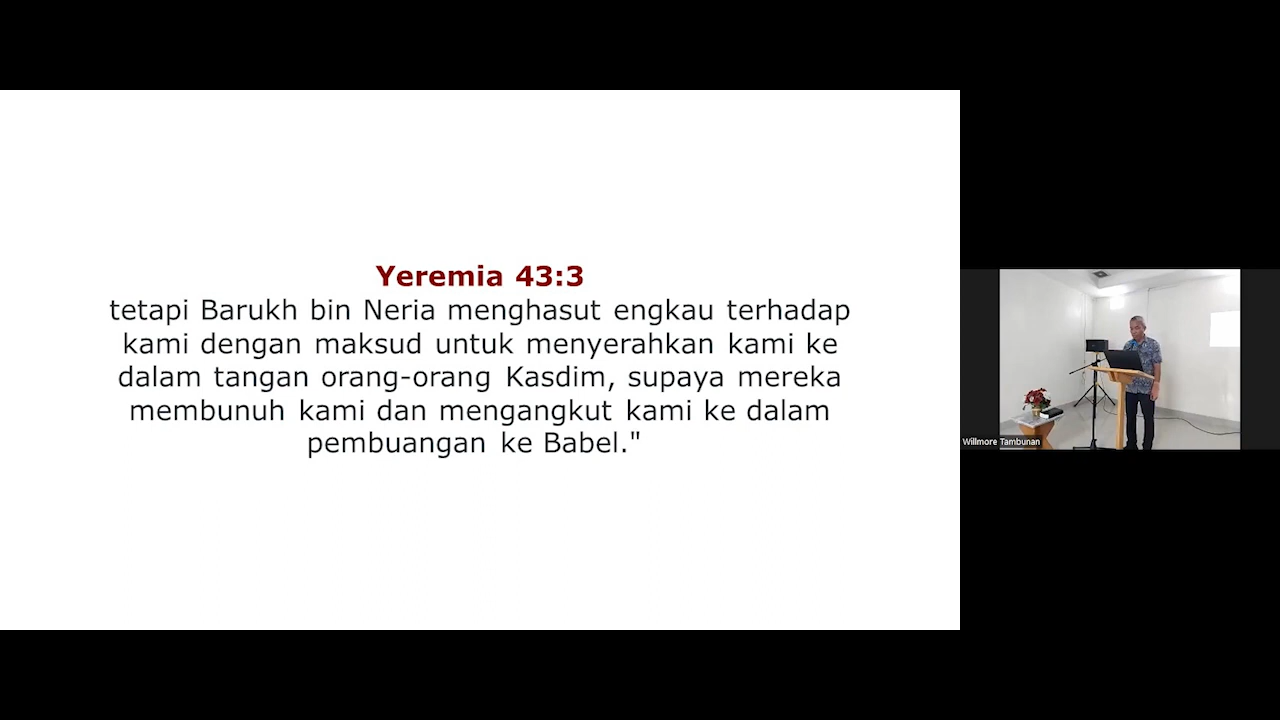 Yeremia 43:3
tetapi Barukh bin Neria menghasut engkau terhadap
kami dengan maksud untuk menyerahkan kami ke
dalam tangan orang-orang Kasdim, supaya mereka
membunuh kami dan mengangkut kami ke dalam
pembuangan ke Babel."
Willmore Tambunan